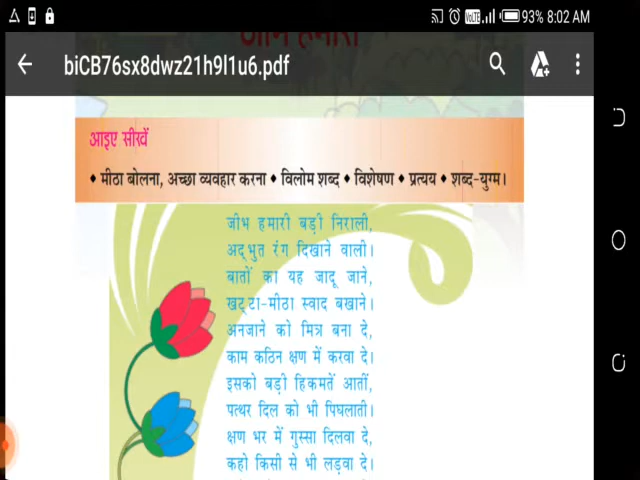 93% 8:02 AM
biCB76sx8dwz21h9l1u6.pdf
आइए सीखें
• मीठा बोलना, अच्छा व्यवहार करना • विलोम शब्द • विशेषण • प्रत्यय • शब्द-युग्म।
जीभ हमारी बड़ी निराली,
अद्भुत रंग दिखाने वाली।
बातों का यह जादू जाने,
खट्टा-मीठा स्वाद बखाने।
अनजाने को मित्र बना दे,
काम कठिन क्षण में करवा दे।
इसको बड़ी हिकमतें आतीं,
पत्थर दिल को भी पिघलाती।
क्षण भर में गुस्सा दिलवा दे,
कहो किसी से भी लड़वा दे।